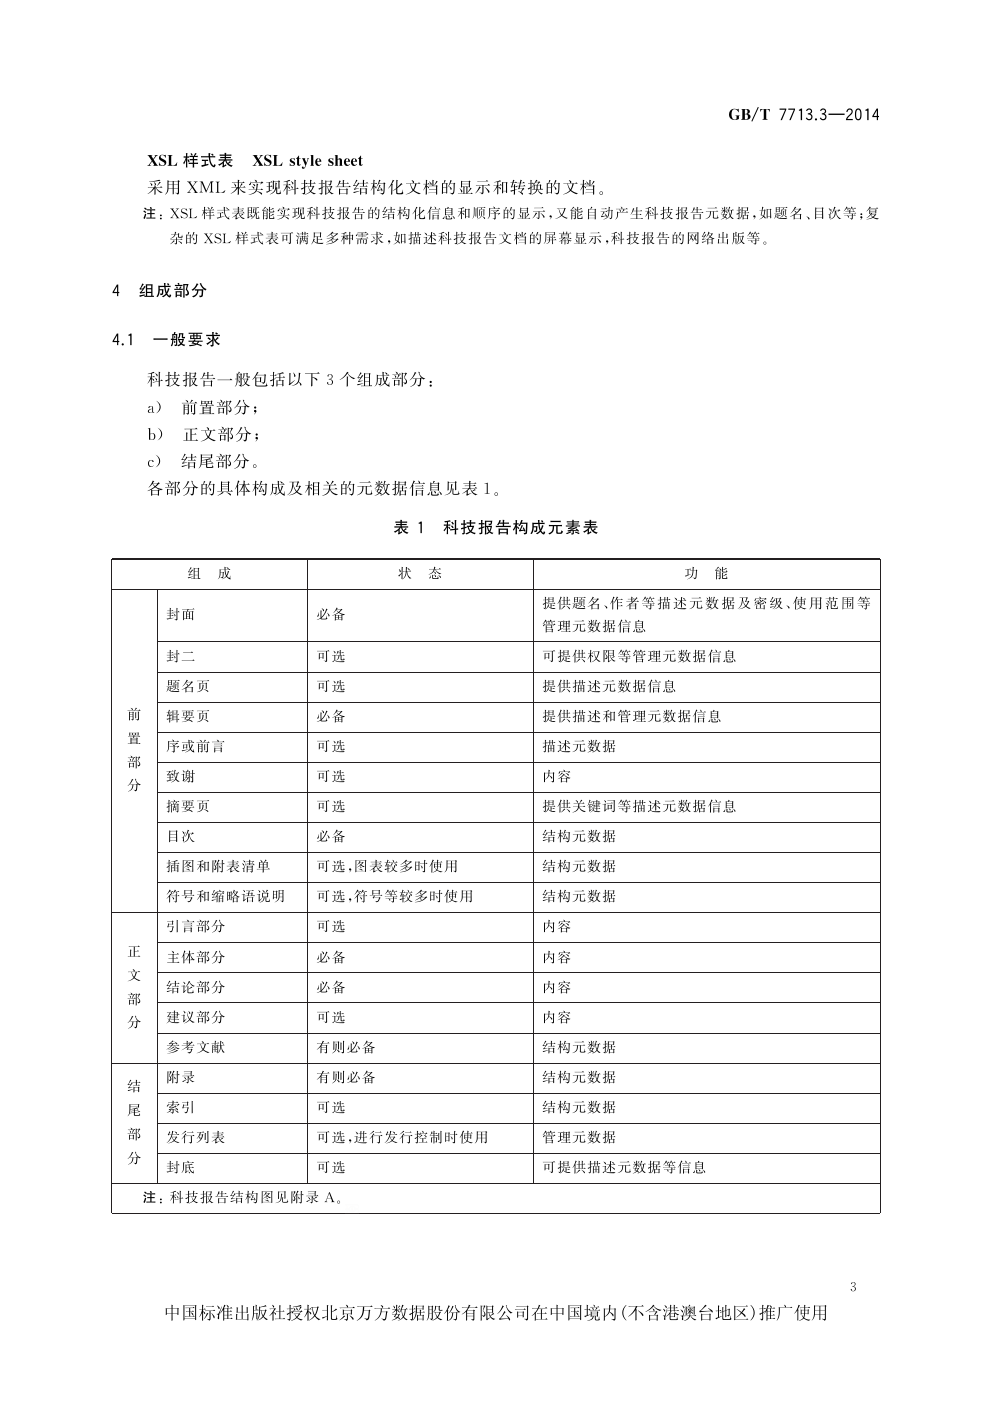 GB/T 7713.3—2014
XSL 样式表 XSL style sheet
采用 XML 来实现科技报告结构化文档的显示和转换的文档。
注：XSL 样式表既能实现科技报告的结构化信息和顺序的显示，又能自动产生科技报告元数据，如题名、目次等；复
杂的 XSL 样式表可满足多种需求，如描述科技报告文档的屏幕显示，科技报告的网络出版等。
4 组成部分
4.1 一般要求
科技报告一般包括以下 3 个组成部分：
a) 前置部分；
b) 正文部分；
c) 结尾部分。
各部分的具体构成及相关的元数据信息见表 1。
表 1 科技报告构成元素表
组 成 状 态 功 能
前置部分
封面 必备 提供题名、作者等描述元数据及密级、使用范围等
管理元数据信息
封二 可选 可提供权限等管理元数据信息
题名页 可选 提供描述元数据信息
辑要页 必备 提供描述和管理元数据信息
序或前言 可选 描述元数据
致谢 可选 内容
摘要页 可选 提供关键词等描述元数据信息
目次 必备 结构元数据
插图和附表清单 可选，图表较多时使用 结构元数据
符号和缩略语说明 可选，符号等较多时使用 结构元数据
正文部分
引言部分 可选 内容
主体部分 必备 内容
结论部分 必备 内容
建议部分 可选 内容
参考文献 有则必备 结构元数据
结尾部分
附录 有则必备 结构元数据
索引 可选 结构元数据
发行列表 可选，进行发行控制时使用 管理元数据
封底 可选 可提供描述元数据等信息
注：科技报告结构图见附录 A。
3
中国标准出版社授权北京万方数据股份有限公司在中国境内(不含港澳台地区)推广使用